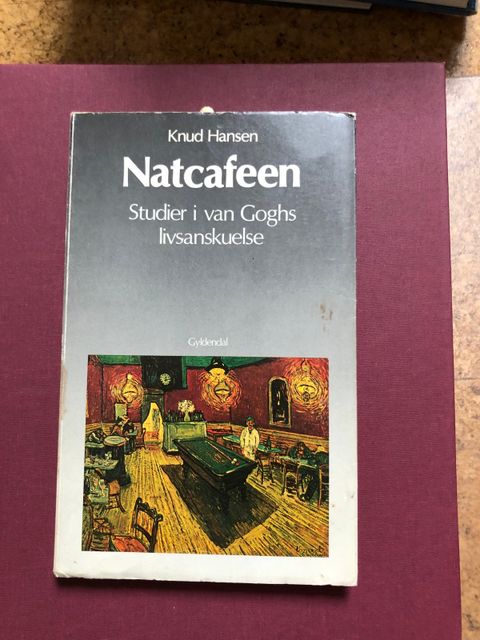 Knud Hansen
Natcafeen
Studier i van Goghs
livsanskuelse
Gyldendal